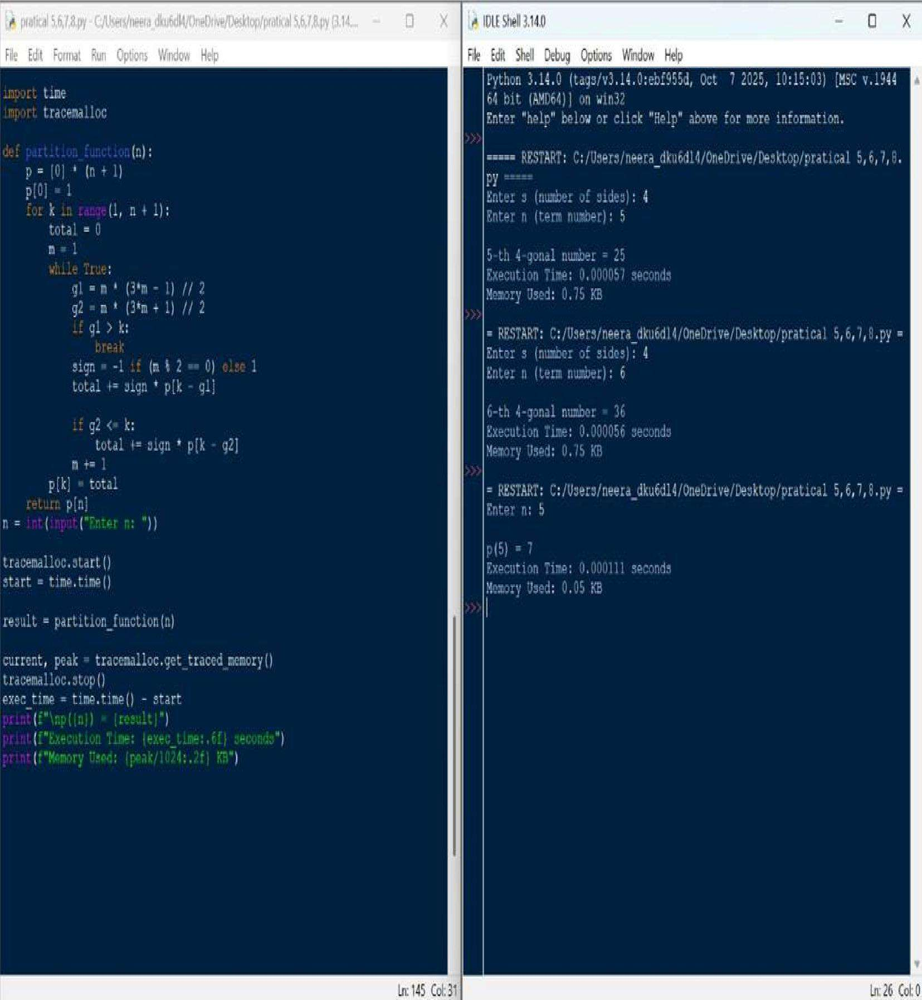 pratical 5,6,7,8.py - C:/Users/neera_dku6dl4/OneDrive/Desktop/pratical 5,6,7,8.py (3.14....
File Edit Format Run Options Window Help
import time
import tracemalloc
def partition_function(n):
    p = [0] * (n + 1)
    p[0] = 1
    for k in range(1, n + 1):
        total = 0
        m = 1
        while True:
            g1 = m * (3*m - 1) // 2
            g2 = m * (3*m + 1) // 2
            if g1 > k:
                break
            sign = -1 if (m % 2 == 0) else 1
            total += sign * p[k - g1]
            if g2 <= k:
                total += sign * p[k - g2]
            m += 1
        p[k] = total
    return p[n]
n = int(input("Enter n: "))
tracemalloc.start()
start = time.time()
result = partition_function(n)
current, peak = tracemalloc.get_traced_memory()
tracemalloc.stop()
exec_time = time.time() - start
print(f"\np({n}) = {result}")
print(f"Execution Time: {exec_time:.6f} seconds")
print(f"Memory Used: {peak/1024:.2f} KB")
Ln: 145 Col: 31
IDLE Shell 3.14.0
File Edit Shell Debug Options Window Help
Python 3.14.0 (tags/v3.14.0:ebf955d, Oct  7 2025, 10:15:03) [MSC v.1944
64 bit (AMD64)] on win32
Enter "help" below or click "Help" above for more information.
>>>
===== RESTART: C:/Users/neera_dku6dl4/OneDrive/Desktop/pratical 5,6,7,8.
py =====
Enter s (number of sides): 4
Enter n (term number): 5
5-th 4-gonal number = 25
Execution Time: 0.000057 seconds
Memory Used: 0.75 KB
>>>
= RESTART: C:/Users/neera_dku6dl4/OneDrive/Desktop/pratical 5,6,7,8.py =
Enter s (number of sides): 4
Enter n (term number): 6
6-th 4-gonal number = 36
Execution Time: 0.000056 seconds
Memory Used: 0.75 KB
>>>
= RESTART: C:/Users/neera_dku6dl4/OneDrive/Desktop/pratical 5,6,7,8.py =
Enter n: 5
p(5) = 7
Execution Time: 0.000111 seconds
Memory Used: 0.05 KB
>>>
Ln: 26 Col: 0